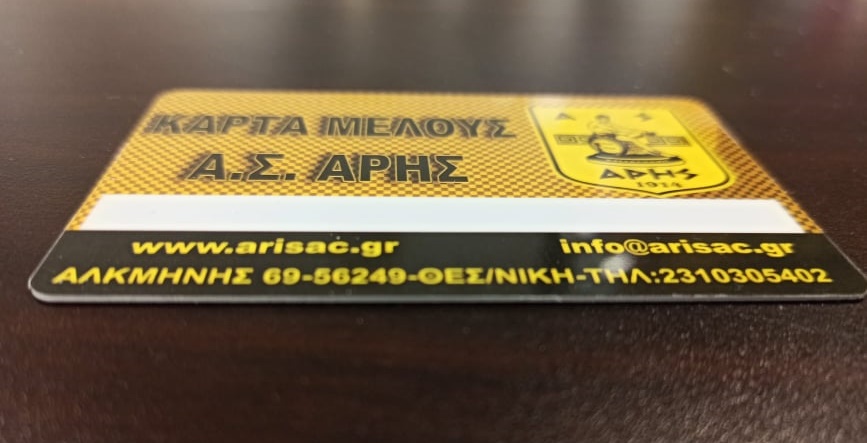 ΚΑΡΤΑ ΜΕΛΟΥΣ
Α.Σ. ΑΡΗΣ
Α Σ
ΑΡΗΣ
1914
www.arisac.gr info@arisac.gr
ΑΛΚΜΗΝΗΣ 69-56249-ΘΕΣ/ΝΙΚΗ-ΤΗΛ:2310305402